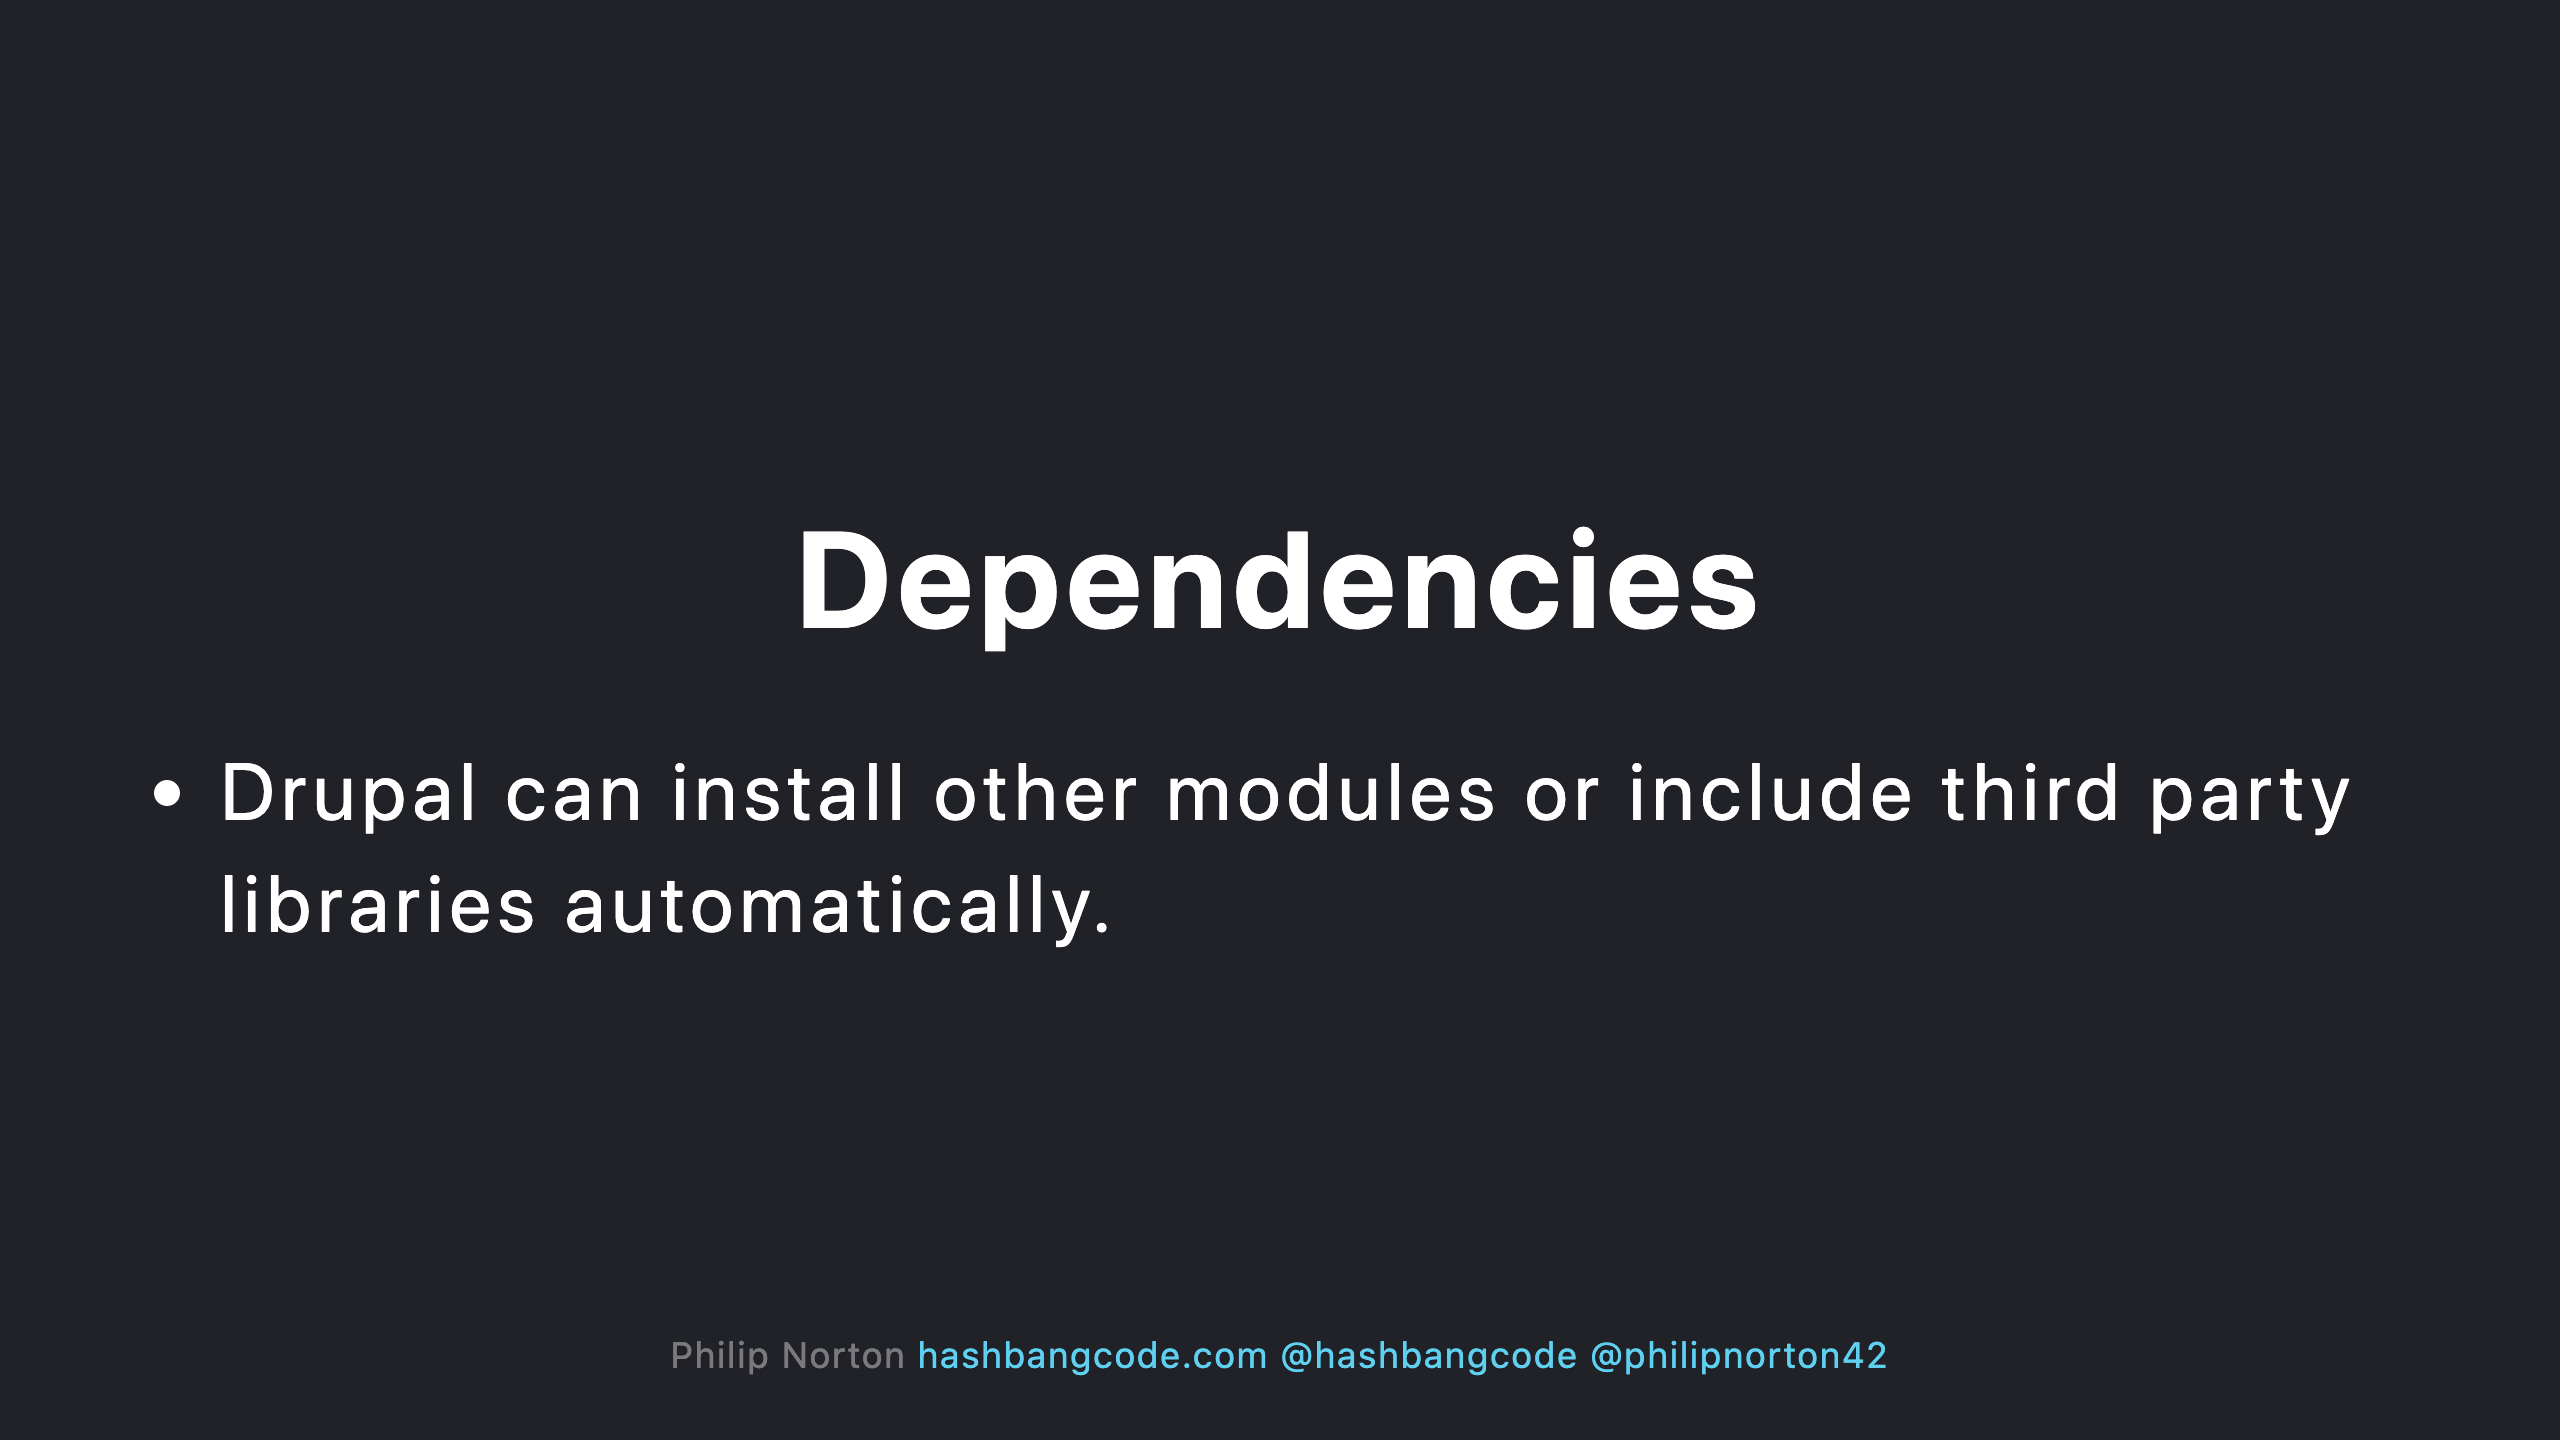 Dependencies
• Drupal can install other modules or include third party
libraries automatically.
Philip Norton hashbangcode.com @hashbangcode @philipnorton42